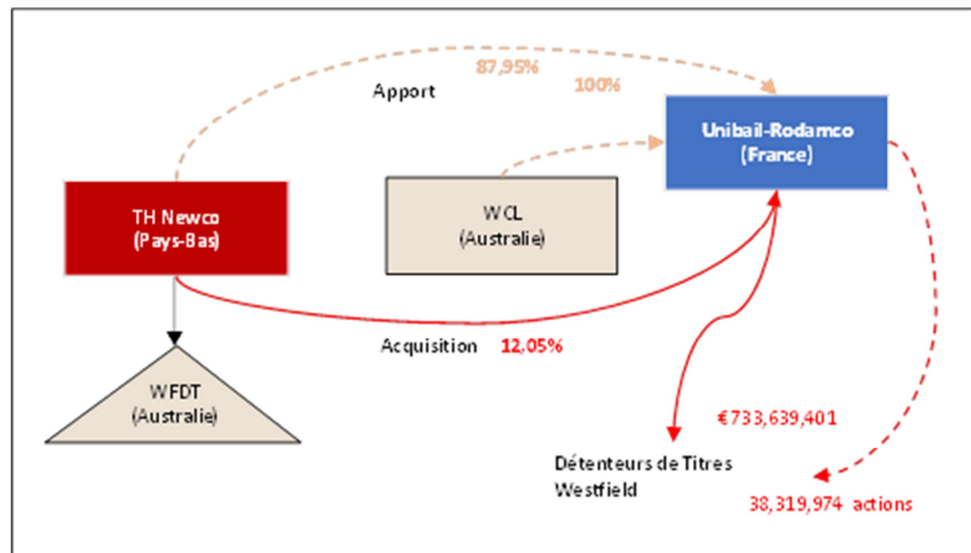 87,95%
Apport
100%
Unibail-Rodamco
(France)
TH Newco
(Pays-Bas)
WCL
(Australie)
Acquisition 12,05%
WFDT
(Australie)
€733,639,401
Détenteurs de Titres
Westfield
38,319,974 actions